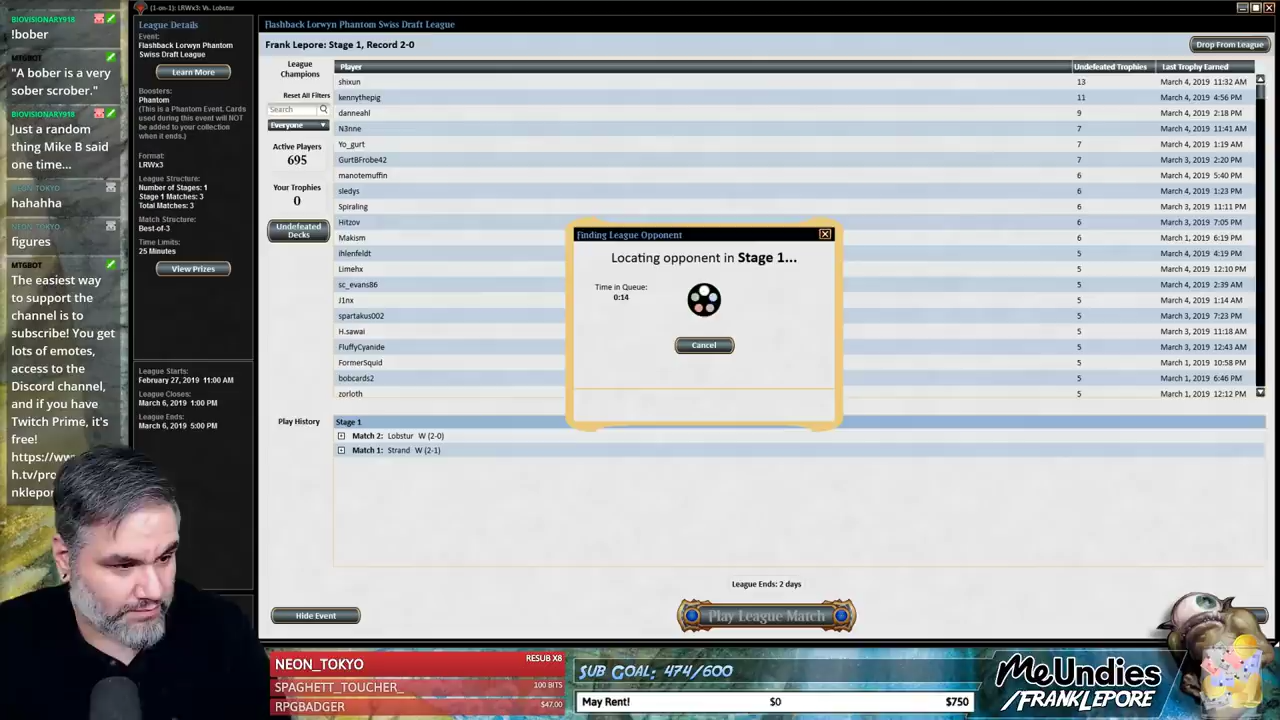 BIOVISIONARY918
!bober
MTGBOT
"A bober is a very
sober scrober."
BIOVISIONARY918
Just a random
thing Mike B said
one time...
NEON_TOKYO
hahahha
NEON_TOKYO
figures
MTGBOT
The easiest way
to support the
channel is to
subscribe! You get
lots of emotes,
access to the
Discord channel,
and if you have
Twitch Prime, it's
free!
(1-on-1): LRWx3: Vs. Lobstur
League Details
Event:
Flashback Lorwyn Phantom
Swiss Draft League
Learn More
Boosters:
Phantom
(This is a Phantom Event. Cards
used during this event will NOT
be added to your collection
when it ends.)
Format:
LRWx3
League Structure:
Number of Stages: 1
Stage 1 Matches: 3
Total Matches: 3
Match Structure:
Best-of-3
Time Limits:
25 Minutes
View Prizes
League Starts:
February 27, 2019 11:00 AM
League Closes:
March 6, 2019 1:00 PM
League Ends:
March 6, 2019 5:00 PM
Flashback Lorwyn Phantom Swiss Draft League
Frank Lepore: Stage 1, Record 2-0
Drop From League
League
Champions
Reset All Filters
Search
Everyone
Active Players
695
Your Trophies
0
Undefeated
Decks
Player Undefeated Trophies Last Trophy Earned
shixun 13 March 4, 2019 11:32 AM
kennythepig 11 March 4, 2019 4:56 PM
danneahl 9 March 4, 2019 2:18 PM
N3nne 7 March 4, 2019 11:41 AM
Yo_gurt 7 March 4, 2019 1:19 AM
GurtBFrobe42 7 March 3, 2019 2:20 PM
manotemuffin 6 March 4, 2019 5:40 PM
sledys 6 March 4, 2019 1:23 PM
Spiraling 6 March 3, 2019 11:11 PM
Hitzov 6 March 3, 2019 7:05 PM
Makism 6 March 1, 2019 6:19 PM
ihlenfeldt 5 March 4, 2019 4:19 PM
Limehx 5 March 4, 2019 12:10 PM
sc_evans86 5 March 4, 2019 2:39 AM
J1nx 5 March 4, 2019 1:14 AM
spartakus002 5 March 3, 2019 7:23 PM
H.sawai 5 March 3, 2019 11:18 AM
FluffyCyanide 5 March 3, 2019 12:43 AM
FormerSquid 5 March 1, 2019 10:58 PM
bobcards2 5 March 1, 2019 6:46 PM
zorloth 5 March 1, 2019 12:12 PM
Finding League Opponent
Locating opponent in Stage 1...
Time in Queue:
0:14
Cancel
Play History
Stage 1
Match 2: Lobstur W (2-0)
Match 1: Strand W (2-1)
League Ends: 2 days
Hide Event
Play League Match
NEON_TOKYO RESUB X8
SPAGHETT_TOUCHER_ 100 BITS
RPGBADGER $47.00
SUB GOAL: 474/600
May Rent! $0 $750
MeUndies
/FRANKLEPORE